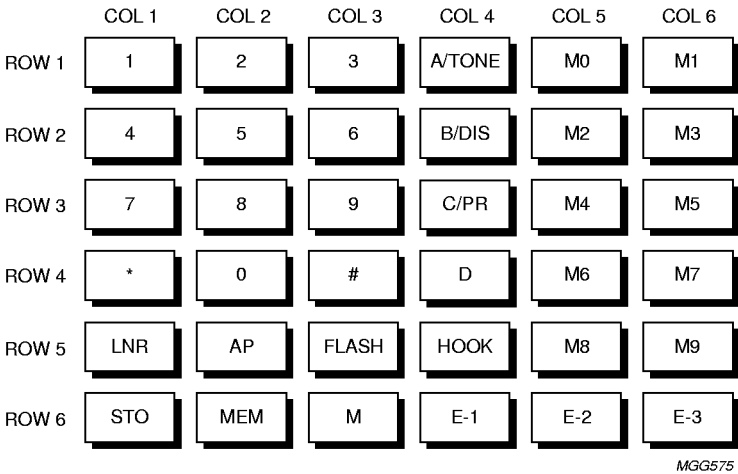 COL 1 COL 2 COL 3 COL 4 COL 5 COL 6
ROW 1 1 2 3 A/TONE M0 M1
ROW 2 4 5 6 B/DIS M2 M3
ROW 3 7 8 9 C/PR M4 M5
ROW 4 * 0 # D M6 M7
ROW 5 LNR AP FLASH HOOK M8 M9
ROW 6 STO MEM M E-1 E-2 E-3
MGG575